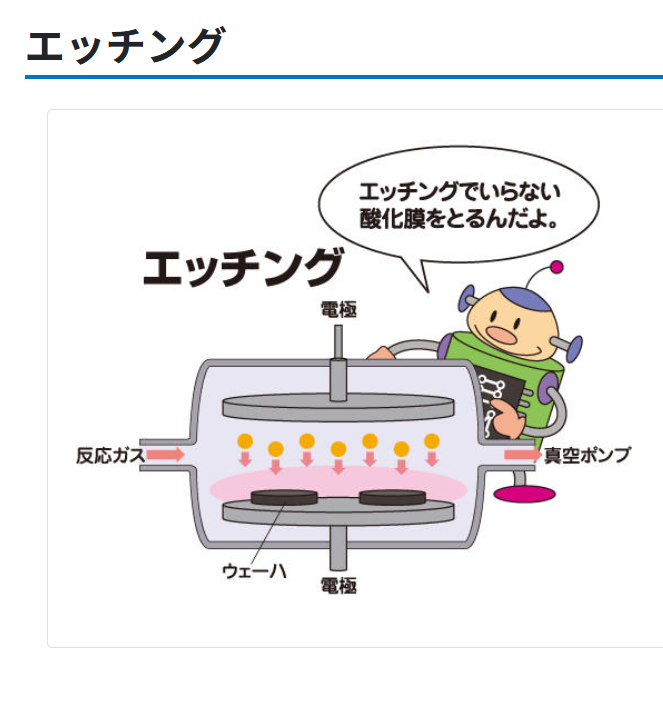 エッチング
エッチングでいらない
酸化膜をとるんだよ。
エッチング
電極
反応ガス
真空ポンプ
ウェーハ
電極